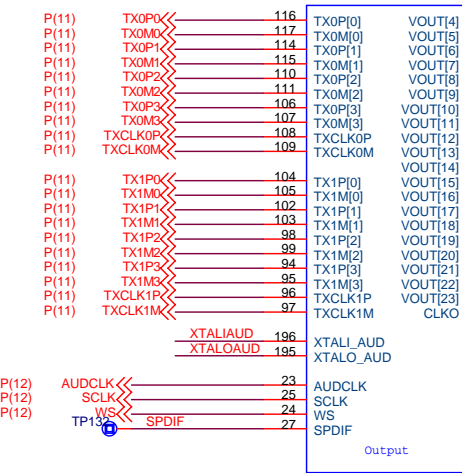 P(11) TX0P0 116 TX0P[0] VOUT[4]
P(11) TX0M0 117 TX0M[0] VOUT[5]
P(11) TX0P1 114 TX0P[1] VOUT[6]
P(11) TX0M1 115 TX0M[1] VOUT[7]
P(11) TX0P2 110 TX0P[2] VOUT[8]
P(11) TX0M2 111 TX0M[2] VOUT[9]
P(11) TX0P3 106 TX0P[3] VOUT[10]
P(11) TX0M3 107 TX0M[3] VOUT[11]
P(11) TXCLK0P 108 TXCLK0P VOUT[12]
P(11) TXCLK0M 109 TXCLK0M VOUT[13]
VOUT[14]
P(11) TX1P0 104 TX1P[0] VOUT[15]
P(11) TX1M0 105 TX1M[0] VOUT[16]
P(11) TX1P1 102 TX1P[1] VOUT[17]
P(11) TX1M1 103 TX1M[1] VOUT[18]
P(11) TX1P2 98 TX1P[2] VOUT[19]
P(11) TX1M2 99 TX1M[2] VOUT[20]
P(11) TX1P3 94 TX1P[3] VOUT[21]
P(11) TX1M3 95 TX1M[3] VOUT[22]
P(11) TXCLK1P 96 TXCLK1P VOUT[23]
P(11) TXCLK1M 97 TXCLK1M CLKO
XTALIAUD 196 XTALI_AUD
XTALOAUD 195 XTALO_AUD
P(12) AUDCLK 23 AUDCLK
P(12) SCLK 25 SCLK
P(12) WS 24 WS
TP132 SPDIF 27 SPDIF
Output